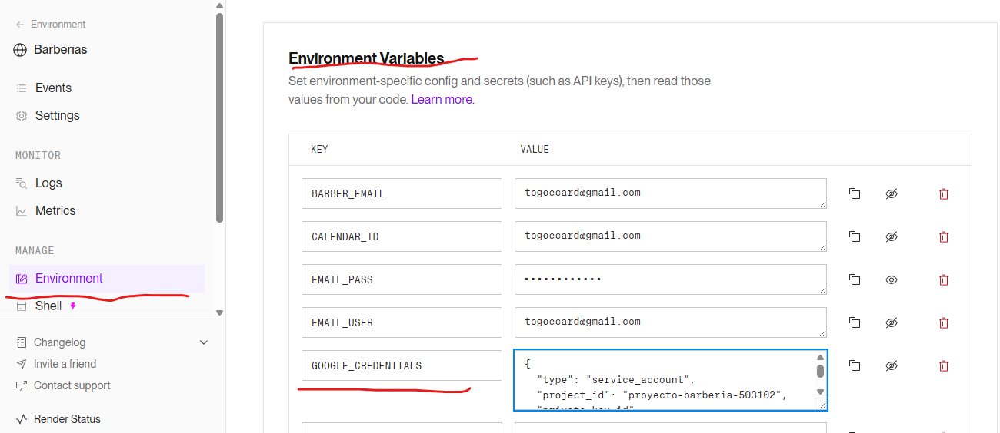 Environment
Barberias
Events
Settings
MONITOR
Logs
Metrics
MANAGE
Environment
Shell
Changelog
Invite a friend
Contact support
Render Status
Environment Variables
Set environment-specific config and secrets (such as API keys), then read those
values from your code. Learn more.
KEY VALUE
BARBER_EMAIL togoecard@gmail.com
CALENDAR_ID togoecard@gmail.com
EMAIL_PASS ••••••••••••
EMAIL_USER togoecard@gmail.com
GOOGLE_CREDENTIALS {
"type": "service_account",
"project_id": "proyecto-barberia-503102",
"private_key_id"